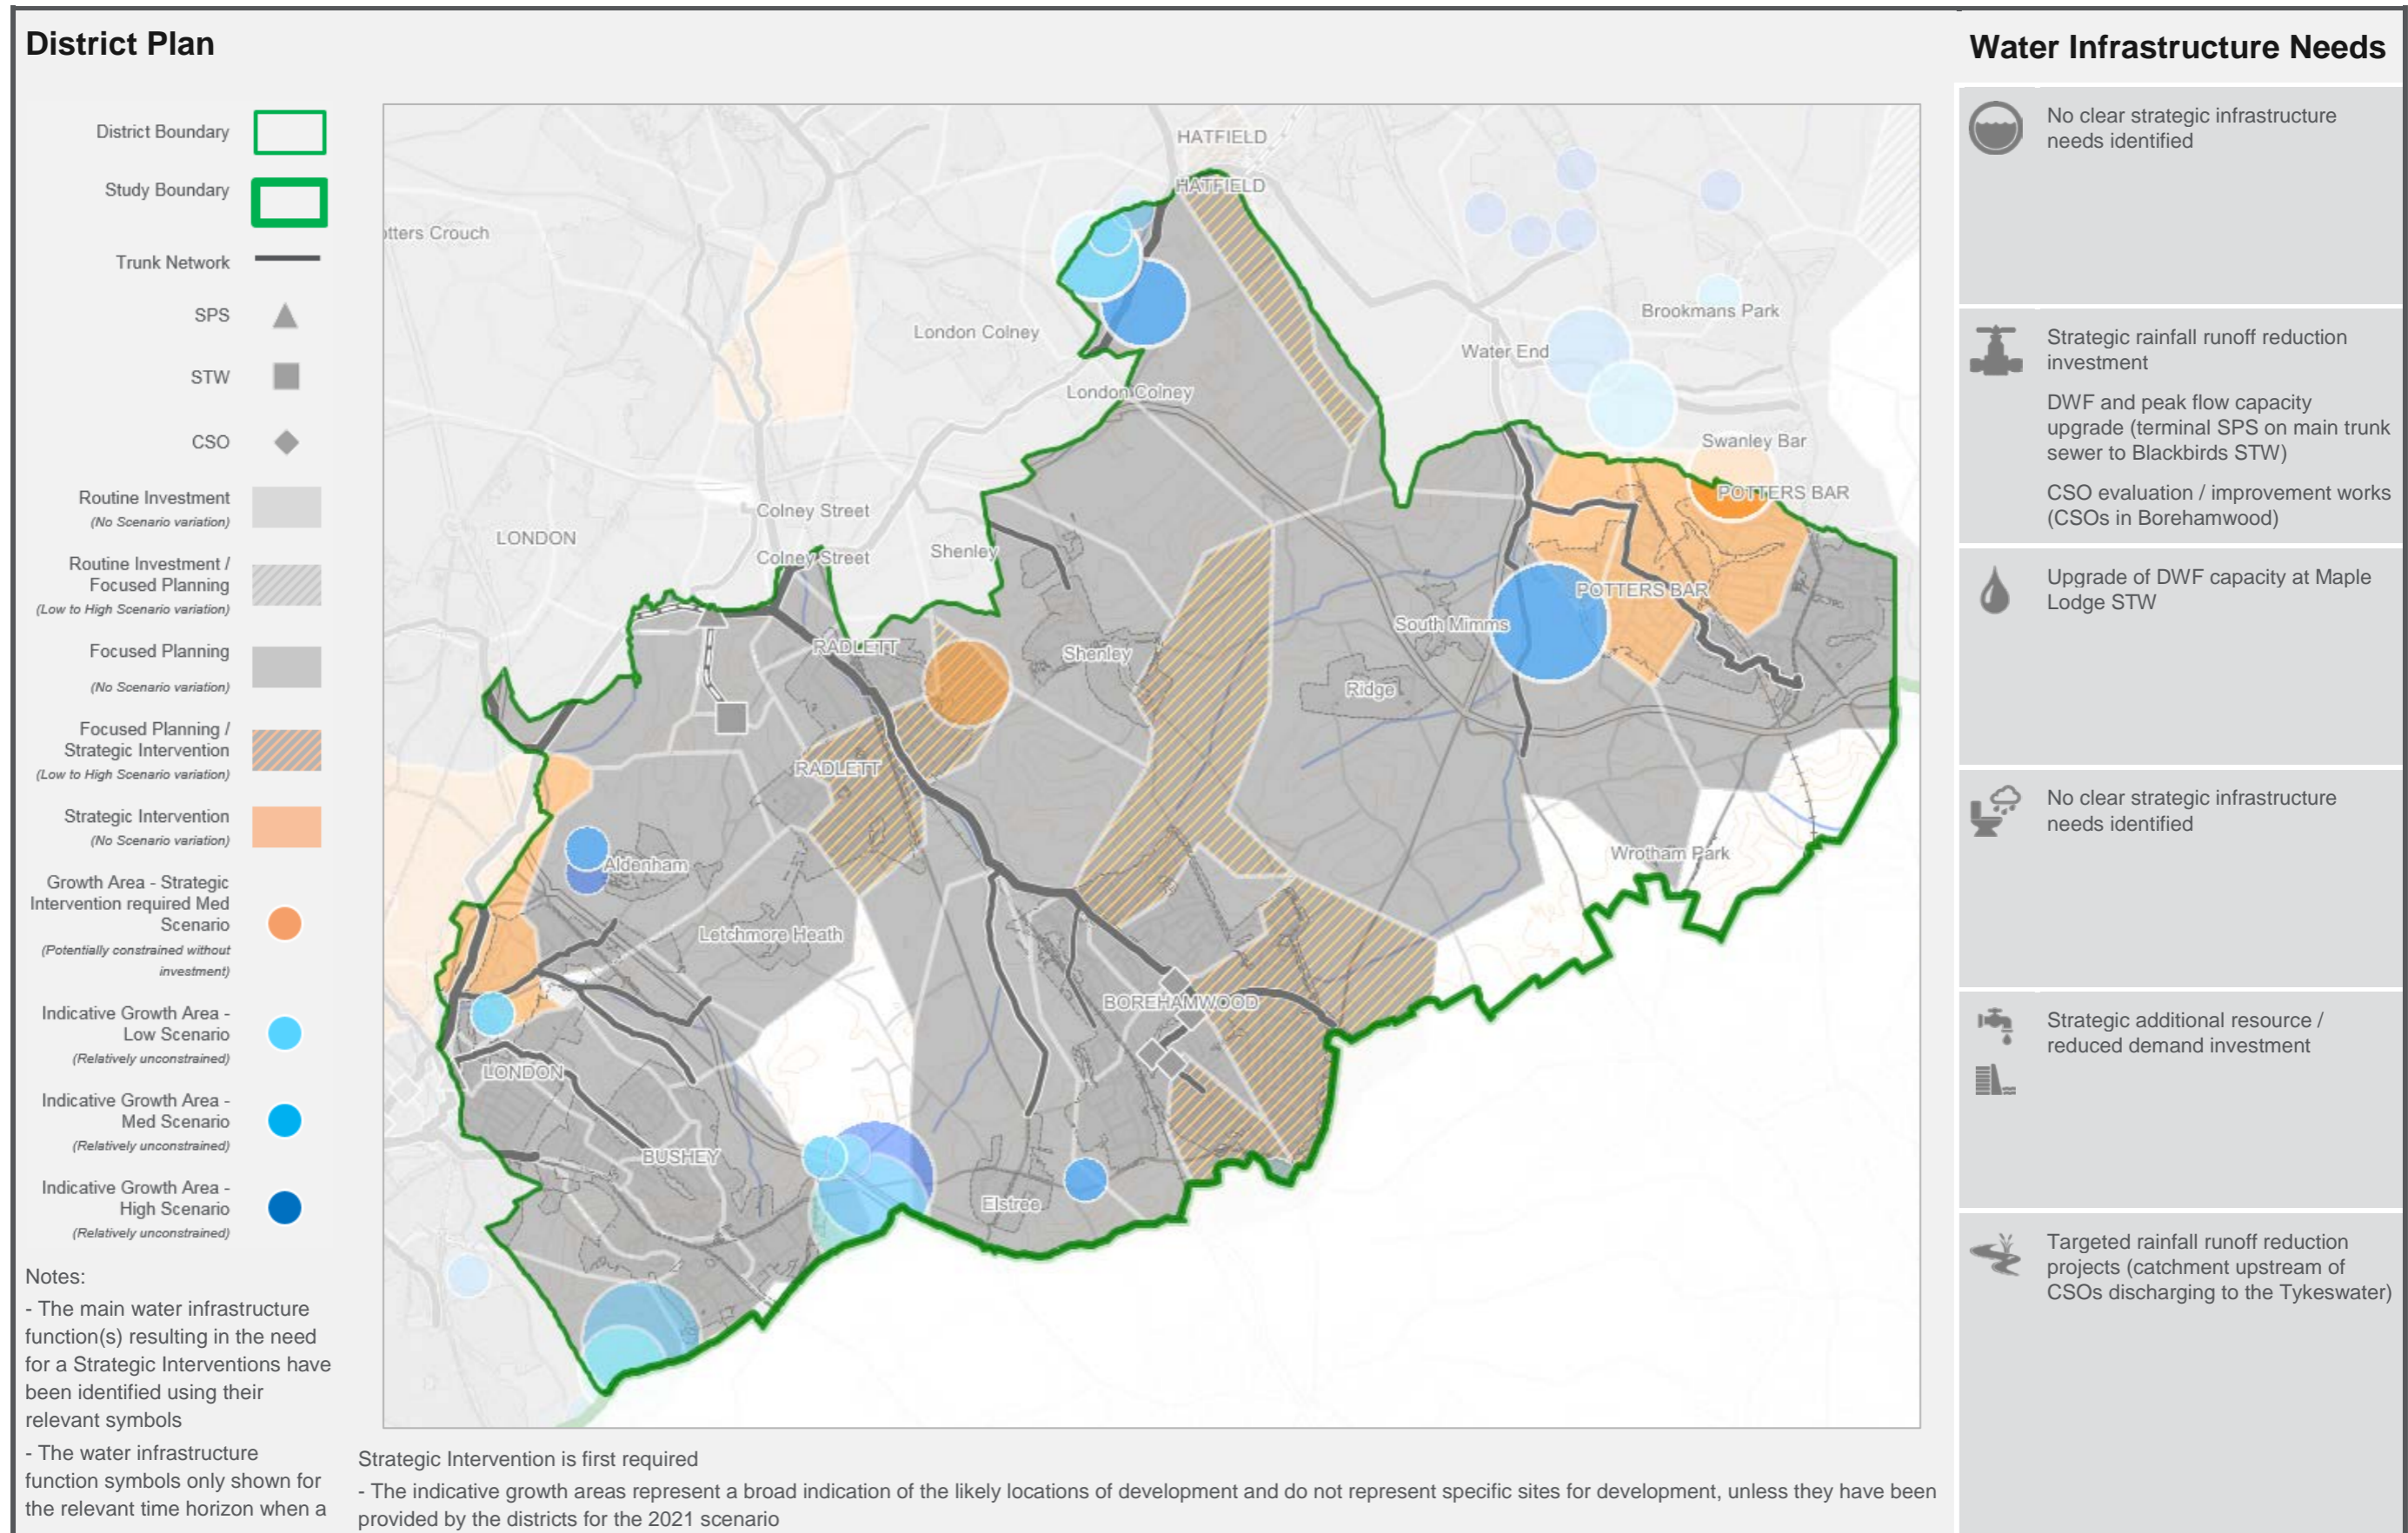 District Plan
District Boundary
Study Boundary
Trunk Network
SPS
STW
CSO
Routine Investment
(No Scenario variation)
Routine Investment /
Focused Planning
(Low to High Scenario variation)
Focused Planning
(No Scenario variation)
Focused Planning /
Strategic Intervention
(Low to High Scenario variation)
Strategic Intervention
(No Scenario variation)
Growth Area - Strategic
Intervention required Med
Scenario
(Potentially constrained without
investment)
Indicative Growth Area -
Low Scenario
(Relatively unconstrained)
Indicative Growth Area -
Med Scenario
(Relatively unconstrained)
Indicative Growth Area -
High Scenario
(Relatively unconstrained)
Notes:
- The main water infrastructure
function(s) resulting in the need
for a Strategic Interventions have
been identified using their
relevant symbols
- The water infrastructure
function symbols only shown for
the relevant time horizon when a
HATFIELD
HATFIELD
tters Crouch
London Colney
Brookmans Park
Water End
London Colney
Swanley Bar
POTTERS BAR
Colney Street
LONDON
Shenley
Colney Street
POTTERS BAR
South Mimms
RADLETT
Shenley
Ridge
RADLETT
Wrotham Park
Aldenham
Letchmore Heath
BOREHAMWOOD
LONDON
BUSHEY
Elstree
Strategic Intervention is first required
- The indicative growth areas represent a broad indication of the likely locations of development and do not represent specific sites for development, unless they have been
provided by the districts for the 2021 scenario
Water Infrastructure Needs
No clear strategic infrastructure
needs identified
Strategic rainfall runoff reduction
investment
DWF and peak flow capacity
upgrade (terminal SPS on main trunk
sewer to Blackbirds STW)
CSO evaluation / improvement works
(CSOs in Borehamwood)
Upgrade of DWF capacity at Maple
Lodge STW
No clear strategic infrastructure
needs identified
Strategic additional resource /
reduced demand investment
Targeted rainfall runoff reduction
projects (catchment upstream of
CSOs discharging to the Tykeswater)